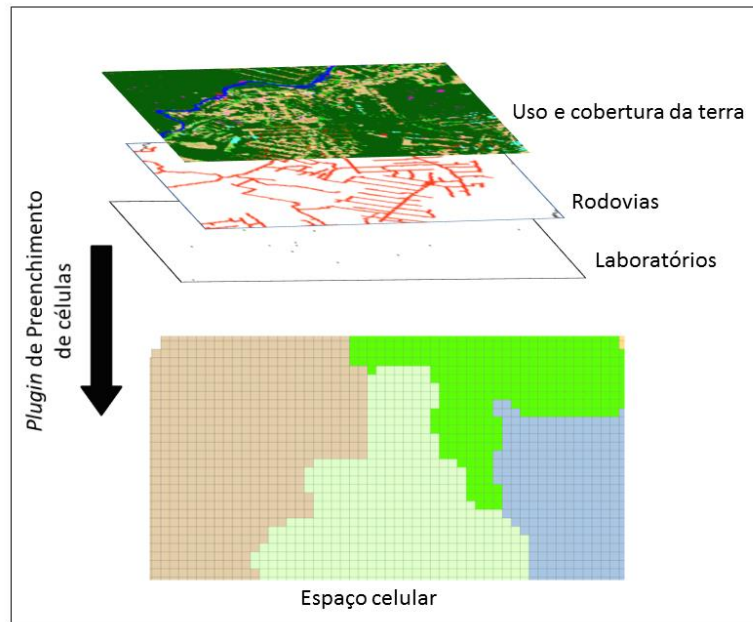 Uso e cobertura da terra
Rodovias
Laboratórios
Plugin de Preenchimento
de células
Espaço celular